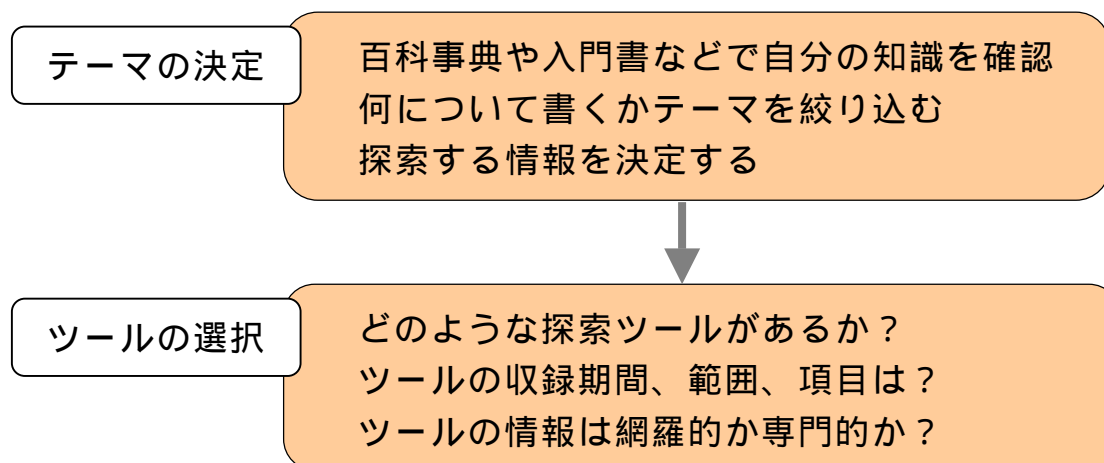 テーマの決定
百科事典や入門書などで自分の知識を確認
何について書くかテーマを絞り込む
探索する情報を決定する
ツールの選択
どのような探索ツールがあるか？
ツールの収録期間、範囲、項目は？
ツールの情報は網羅的か専門的か？